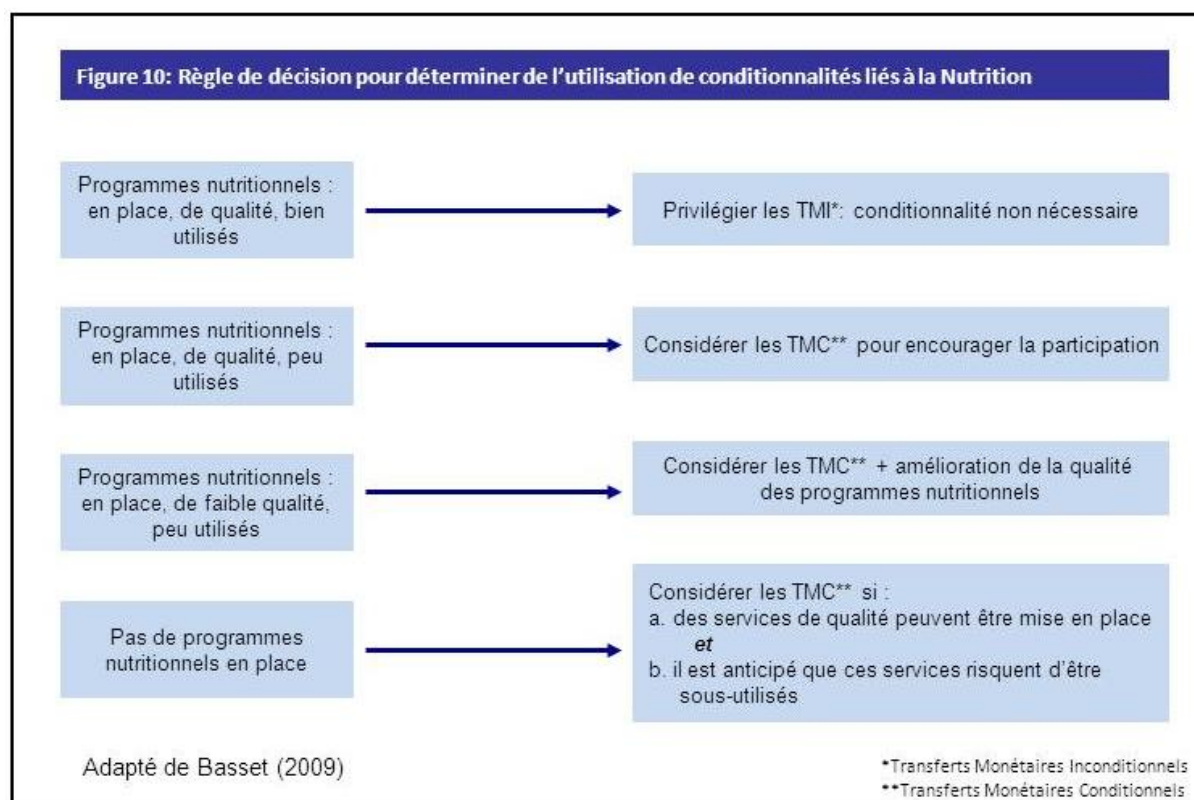 Figure 10: Règle de décision pour déterminer de l'utilisation de conditionnalités liés à la Nutrition
Programmes nutritionnels :
en place, de qualité, bien
utilisés
Privilégier les TMI*: conditionnalité non nécessaire
Programmes nutritionnels :
en place, de qualité, peu
utilisés
Considérer les TMC** pour encourager la participation
Programmes nutritionnels :
en place, de faible qualité,
peu utilisés
Considérer les TMC** + amélioration de la qualité
des programmes nutritionnels
Pas de programmes
nutritionnels en place
Considérer les TMC** si :
a. des services de qualité peuvent être mise en place
et
b. il est anticipé que ces services risquent d'être
sous-utilisés
Adapté de Basset (2009)
*Transferts Monétaires Inconditionnels
**Transferts Monétaires Conditionnels